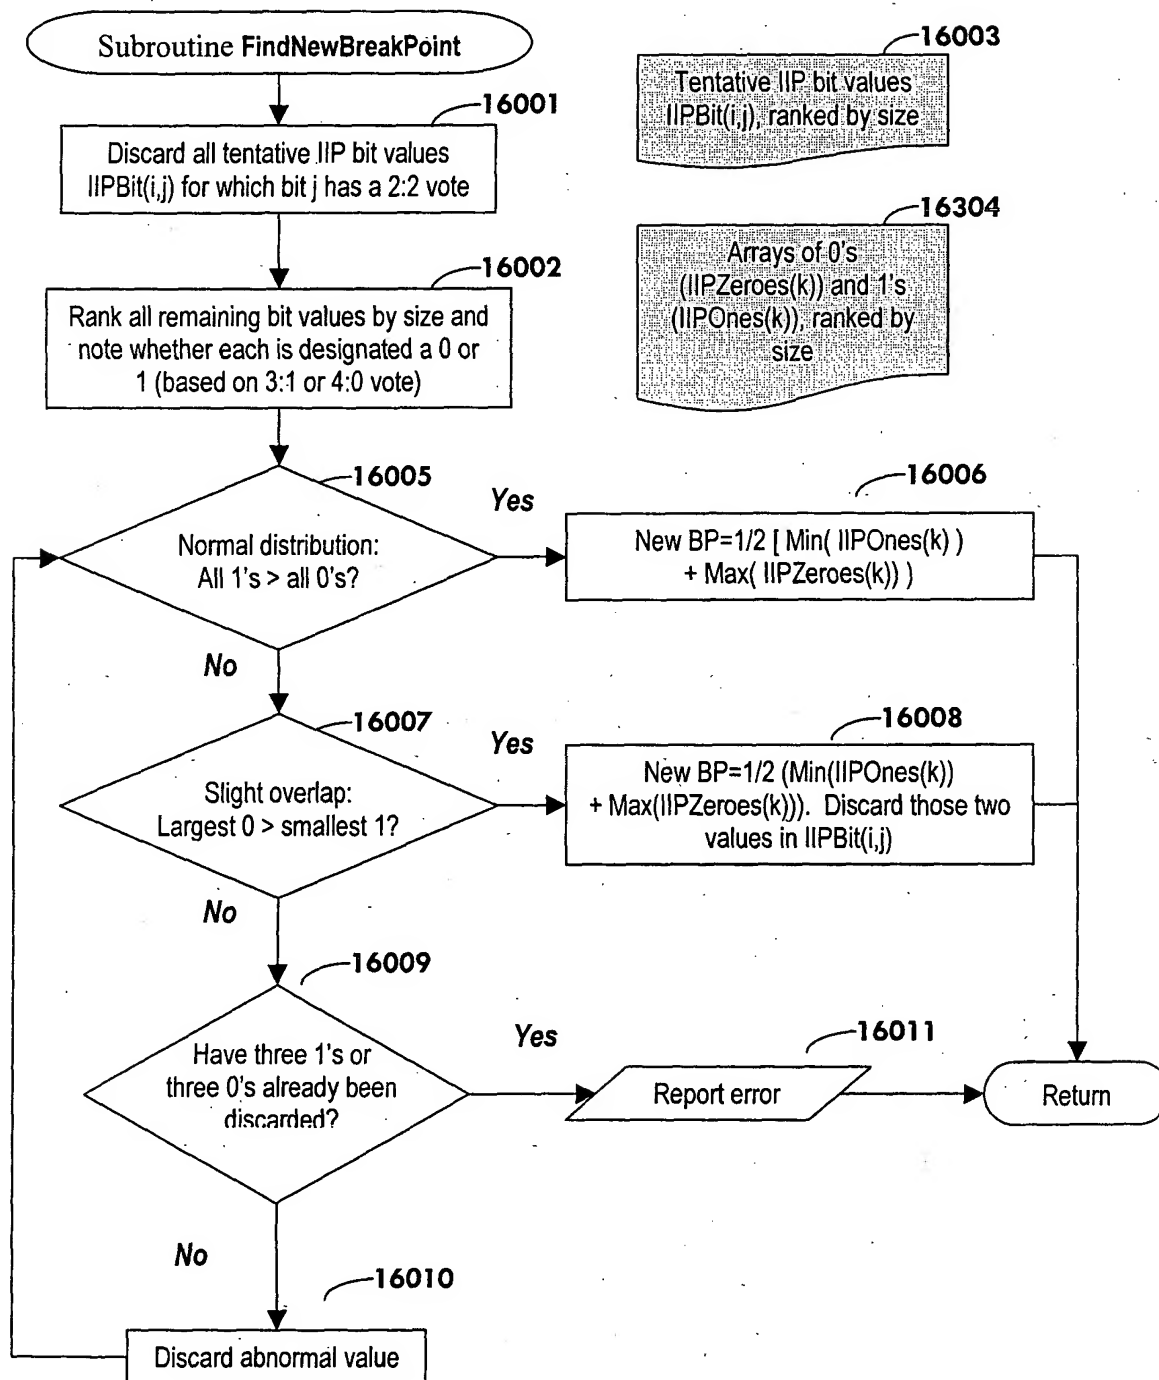 Subroutine FindNewBreakPoint
16003
Tentative IIP bit values
IIPBit(i,j), ranked by size
16001
Discard all tentative IIP bit values
IIPBit(i,j) for which bit j has a 2:2 vote
16304
Arrays of 0's
(IIPZeroes(k)) and 1's
(IIPOnes(k)), ranked by
size
16002
Rank all remaining bit values by size and
note whether each is designated a 0 or
1 (based on 3:1 or 4:0 vote)
16005
Normal distribution:
All 1's > all 0's?
Yes
16006
New BP=1/2 [ Min( IIPOnes(k) )
+ Max( IIPZeroes(k)) )
No
16007
Slight overlap:
Largest 0 > smallest 1?
Yes
16008
New BP=1/2 (Min(IIPOnes(k))
+ Max(IIPZeroes(k))). Discard those two
values in IIPBit(i,j)
No
16009
Have three 1's or
three 0's already been
discarded?
Yes
16011
Report error
Return
No
16010
Discard abnormal value